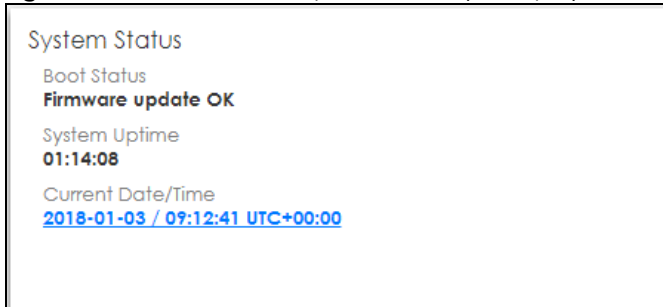 System Status
Boot Status
Firmware update OK
System Uptime
01:14:08
Current Date/Time
2018-01-03 / 09:12:41 UTC+00:00